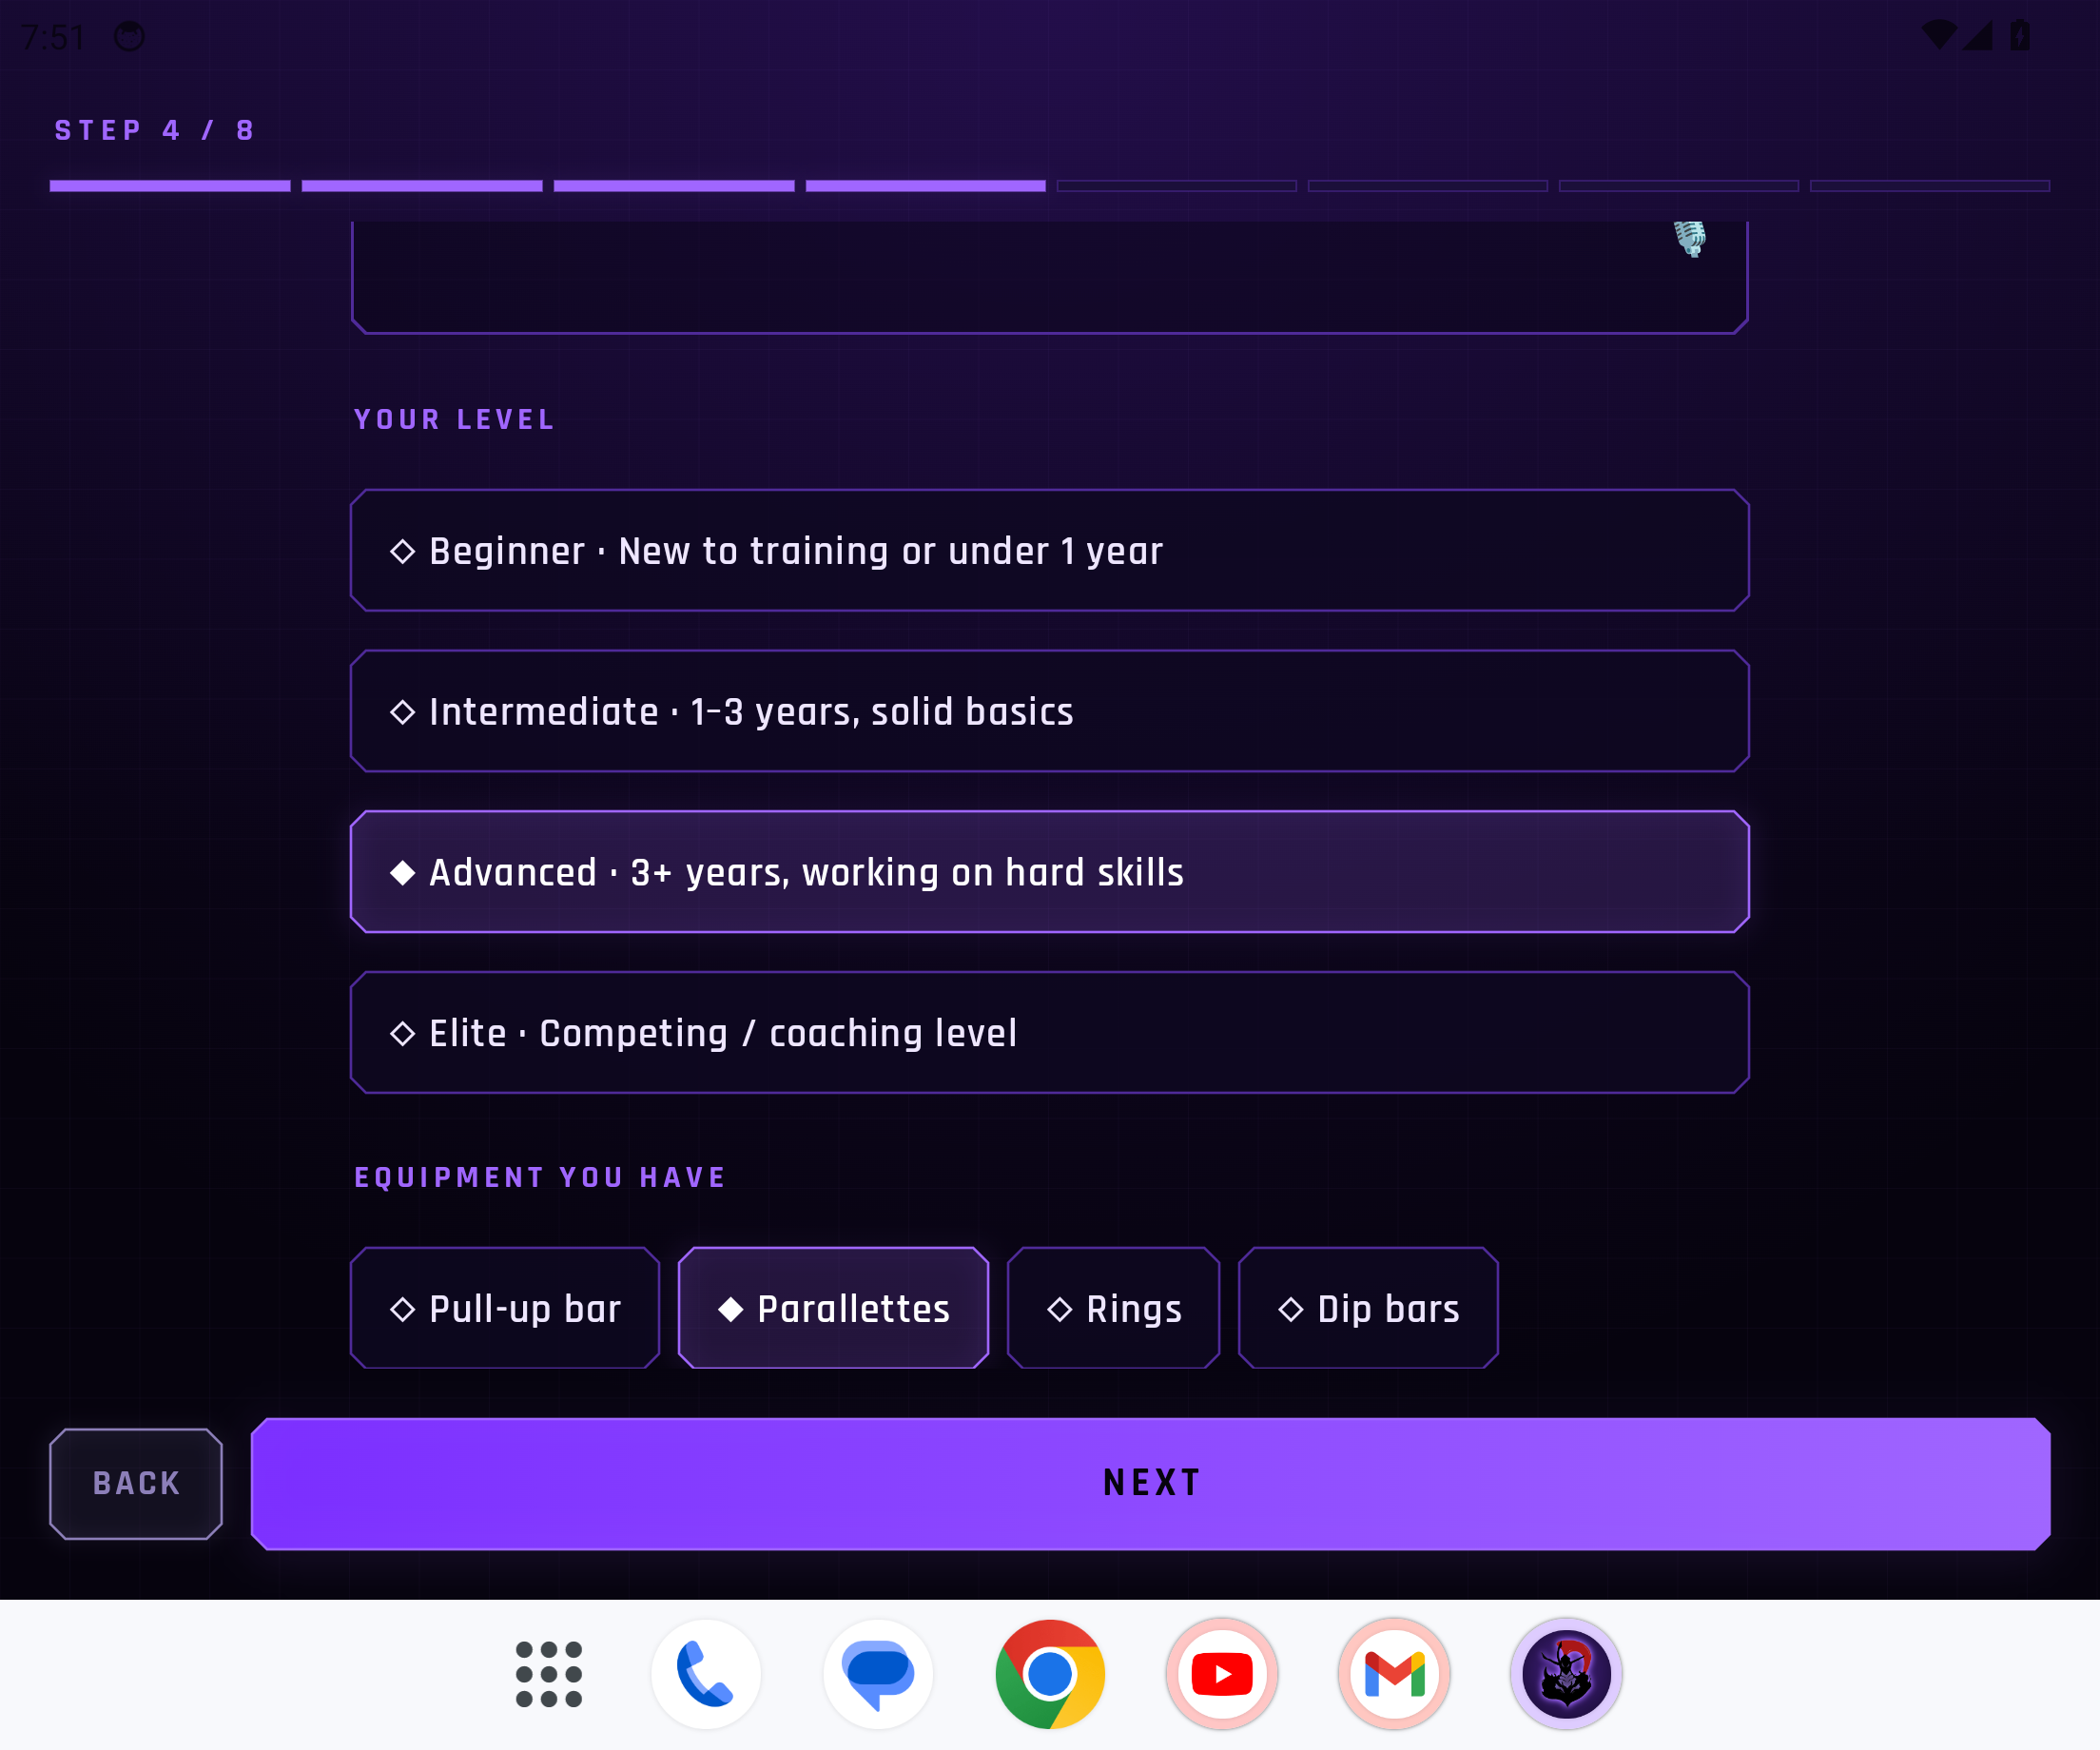 7:51
STEP 4 / 8
YOUR LEVEL
◇ Beginner · New to training or under 1 year
◇ Intermediate · 1–3 years, solid basics
◆ Advanced · 3+ years, working on hard skills
◇ Elite · Competing / coaching level
EQUIPMENT YOU HAVE
◇ Pull-up bar ◆ Parallettes ◇ Rings ◇ Dip bars
BACK NEXT